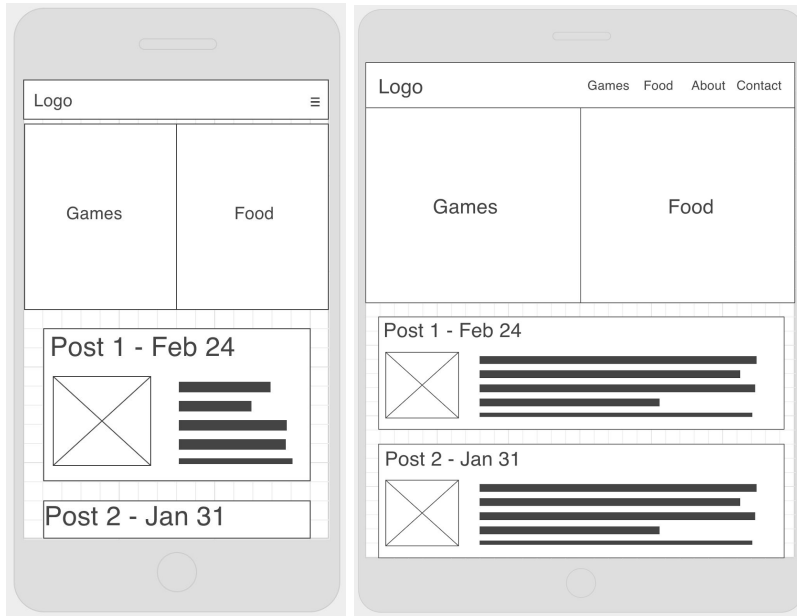 Logo ☰
Games Food
Post 1 - Feb 24
Post 2 - Jan 31
Logo Games Food About Contact
Games Food
Post 1 - Feb 24
Post 2 - Jan 31